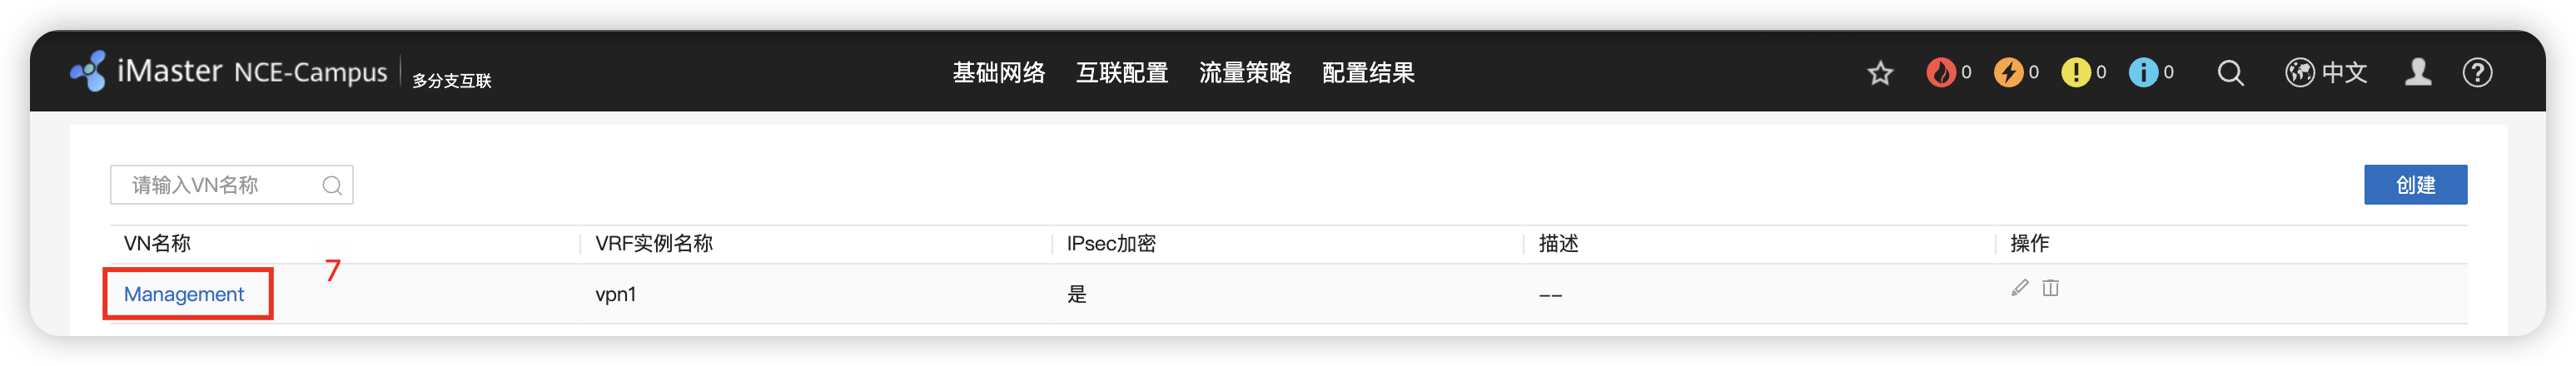 iMaster NCE-Campus 多分支互联 基础网络 互联配置 流量策略 配置结果 0 0 0 0 中文
请输入VN名称 创建
VN名称 VRF实例名称 IPsec加密 描述 操作
7
Management vpn1 是 --